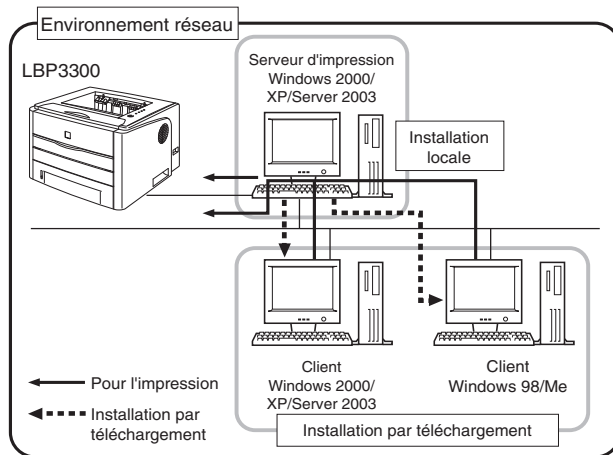 Environnement réseau
LBP3300
Serveur d'impression
Windows 2000/
XP/Server 2003
Installation
locale
Client
Windows 2000/
XP/Server 2003
Client
Windows 98/Me
Pour l'impression
Installation par
téléchargement
Installation par téléchargement